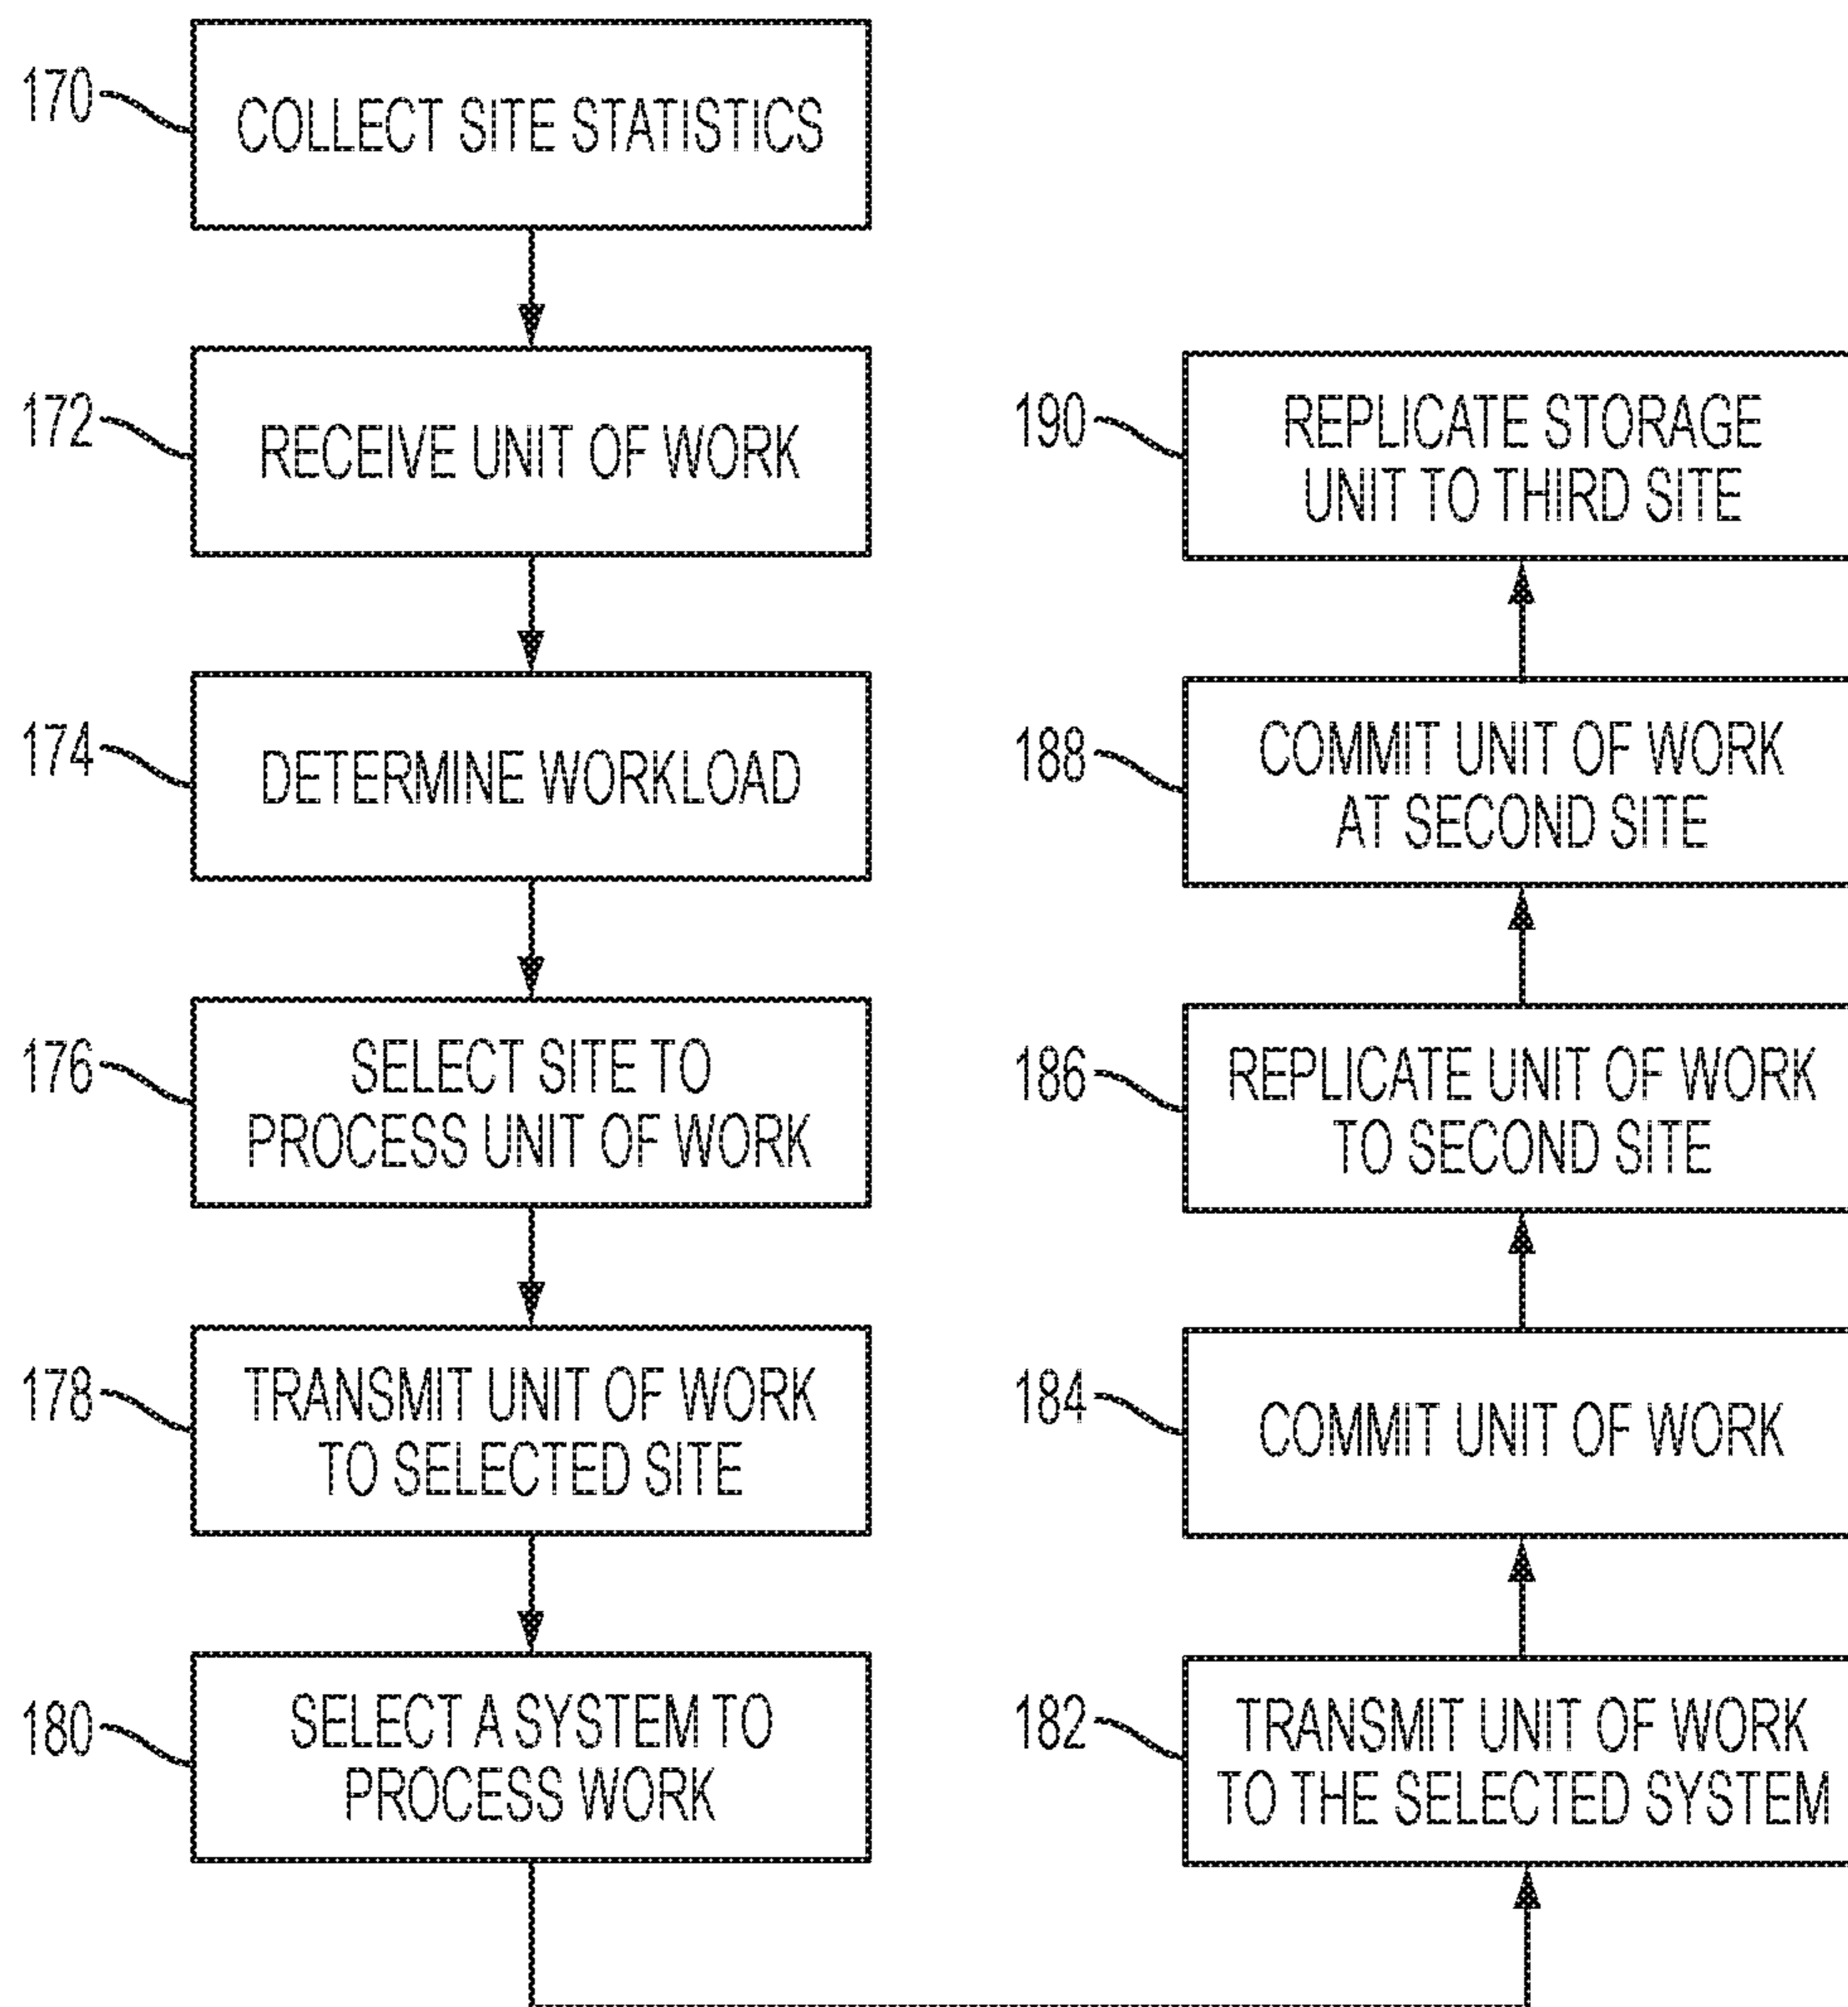 170
COLLECT SITE STATISTICS
172
RECEIVE UNIT OF WORK
174
DETERMINE WORKLOAD
176
SELECT SITE TO
PROCESS UNIT OF WORK
178
TRANSMIT UNIT OF WORK
TO SELECTED SITE
180
SELECT A SYSTEM TO
PROCESS WORK
182
TRANSMIT UNIT OF WORK
TO THE SELECTED SYSTEM
184
COMMIT UNIT OF WORK
186
REPLICATE UNIT OF WORK
TO SECOND SITE
188
COMMIT UNIT OF WORK
AT SECOND SITE
190
REPLICATE STORAGE
UNIT TO THIRD SITE